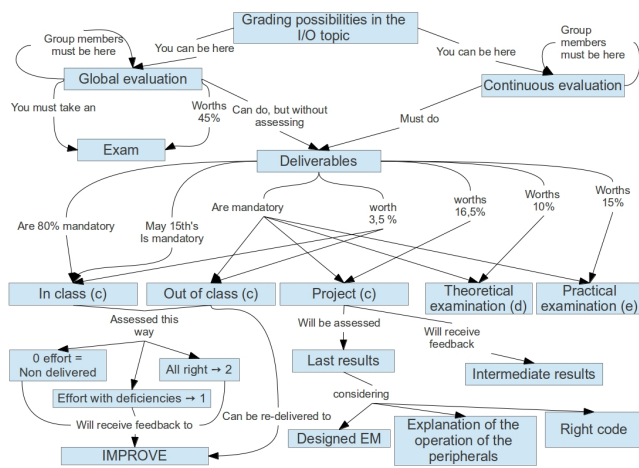 Grading possibilities in the
I/O topic
Group members
must be here
You can be here
You can be here
Group
members
must be here
Global evaluation
Continuous evaluation
You must take an
Worths
45%
Can do, but without
assessing
Must do
Exam
Deliverables
Are 80% mandatory
May 15th's
Is mandatory
Are mandatory
worth
3,5 %
worths
16,5%
Worths
10%
Worths
15%
In class (c)
Out of class (c)
Project (c)
Theoretical
examination (d)
Practical
examination (e)
Assessed this
way
Will be assessed
Will receive
feedback
0 effort =
Non delivered
All right → 2
Last results
Intermediate results
Effort with deficiencies → 1
considering
Can be re-delivered to
Will receive feedback to
IMPROVE
Designed EM
Explanation of the
operation of the
peripherals
Right code